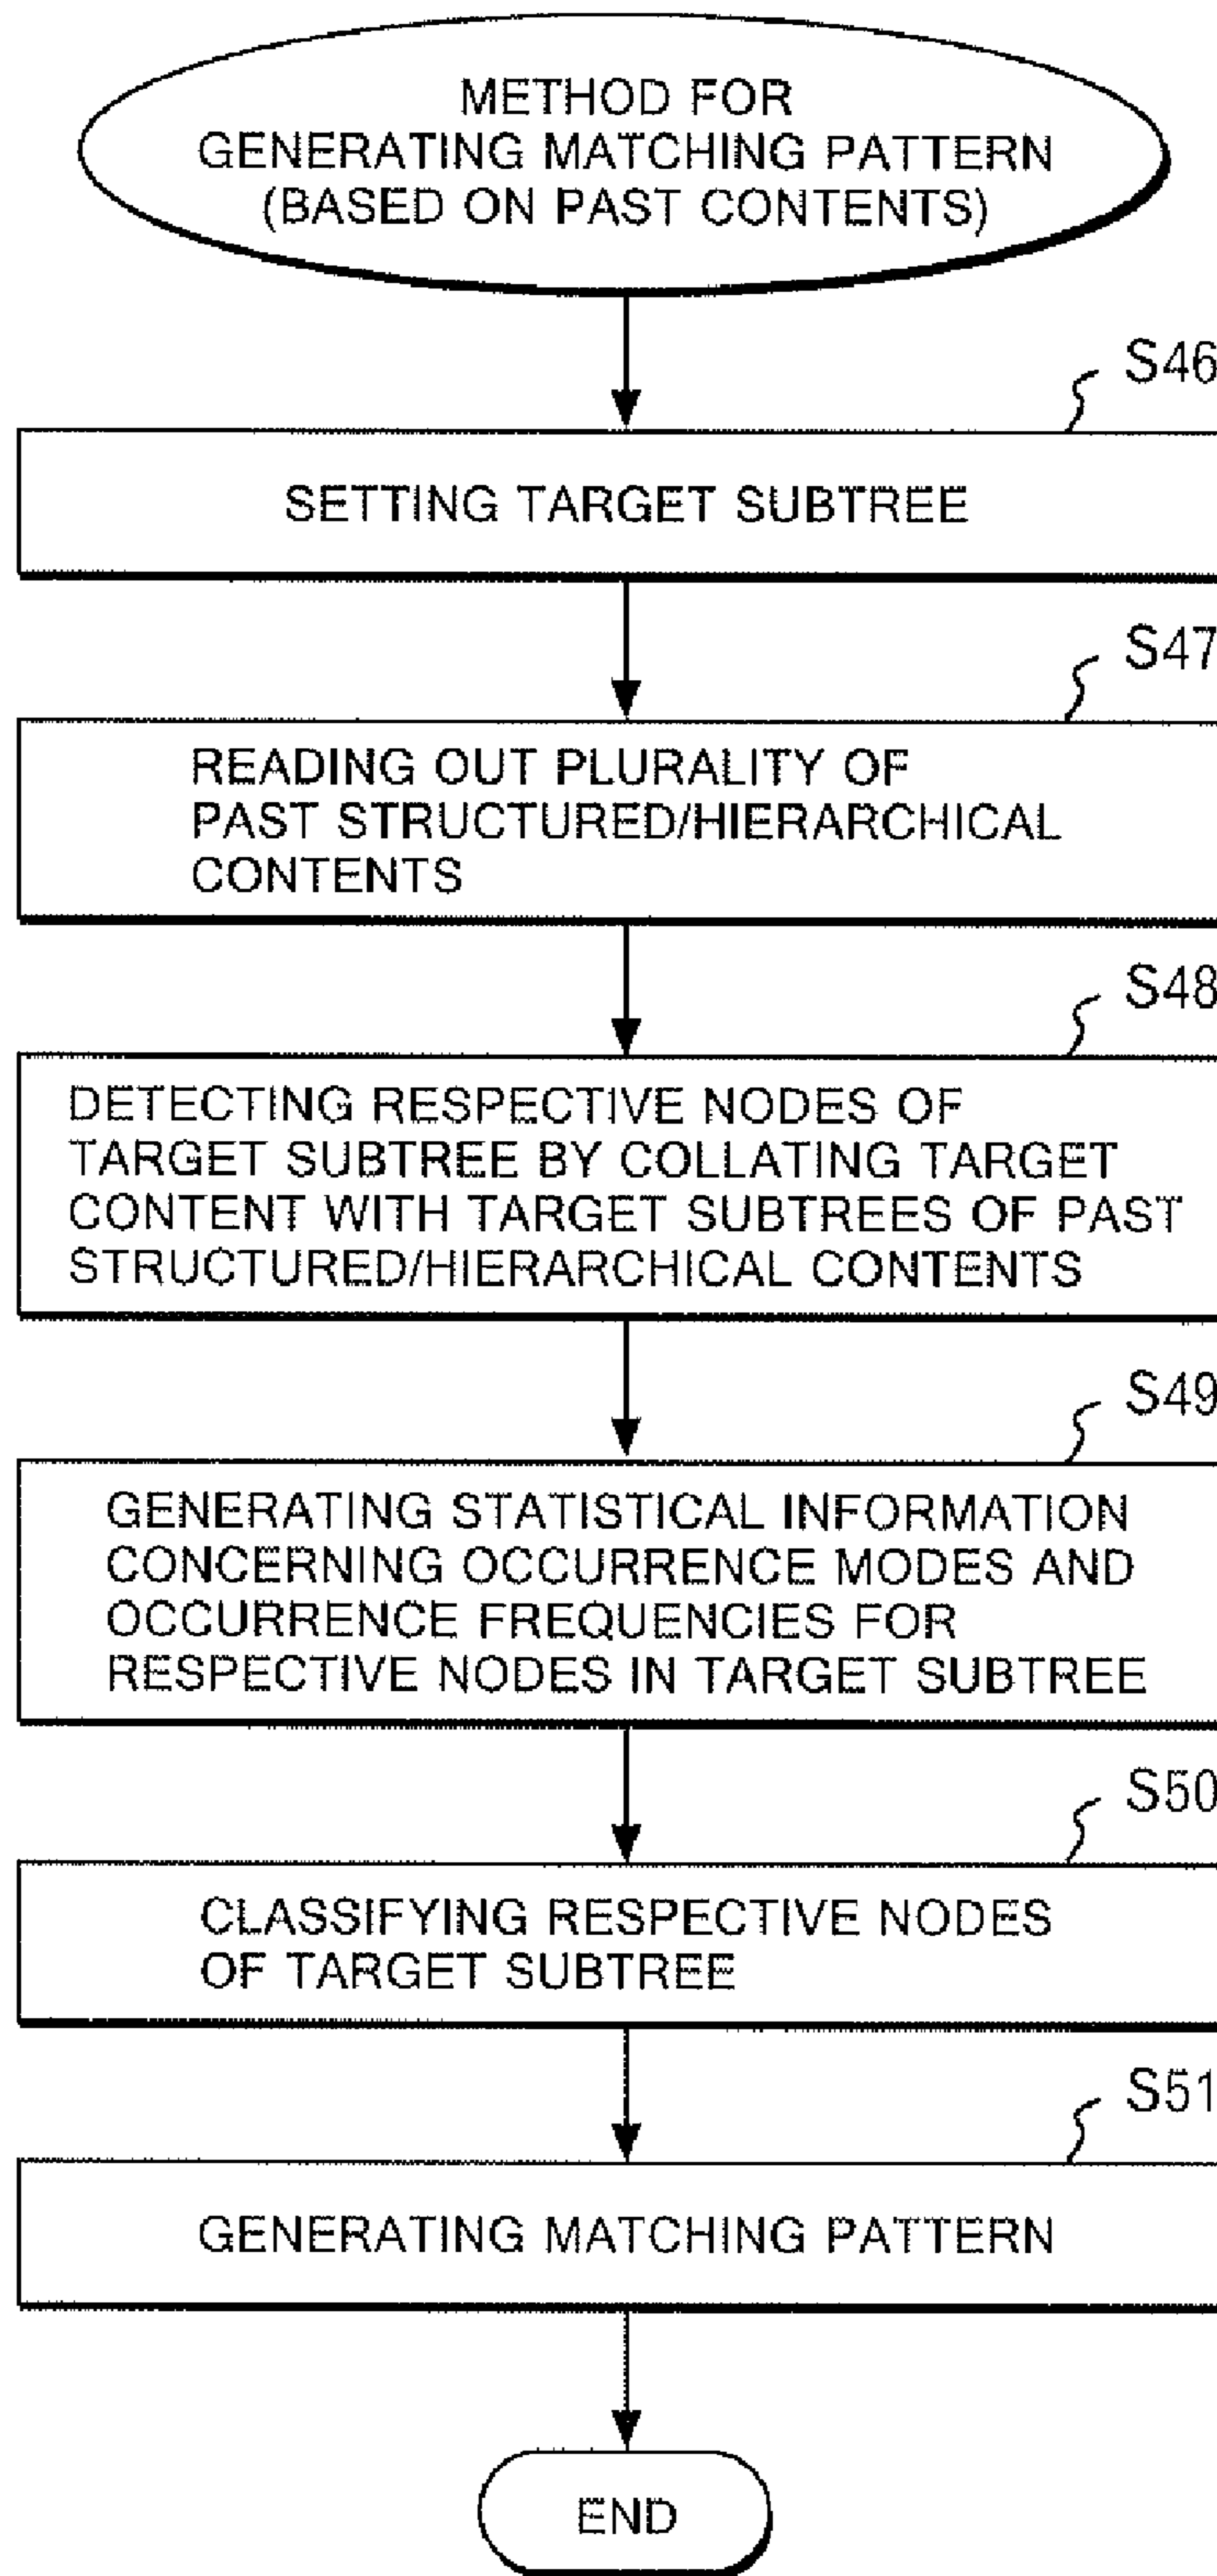 METHOD FOR
GENERATING MATCHING PATTERN
(BASED ON PAST CONTENTS)
S46
SETTING TARGET SUBTREE
S47
READING OUT PLURALITY OF
PAST STRUCTURED/HIERARCHICAL
CONTENTS
S48
DETECTING RESPECTIVE NODES OF
TARGET SUBTREE BY COLLATING TARGET
CONTENT WITH TARGET SUBTREES OF PAST
STRUCTURED/HIERARCHICAL CONTENTS
S49
GENERATING STATISTICAL INFORMATION
CONCERNING OCCURRENCE MODES AND
OCCURRENCE FREQUENCIES FOR
RESPECTIVE NODES IN TARGET SUBTREE
S50
CLASSIFYING RESPECTIVE NODES
OF TARGET SUBTREE
S51
GENERATING MATCHING PATTERN
END